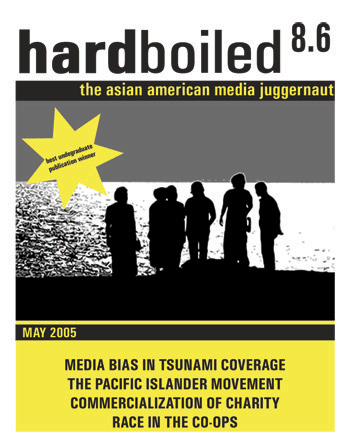 hardboiled 8.6
the asian american media juggernaut
best undegraduate
publication winner
MAY 2005
MEDIA BIAS IN TSUNAMI COVERAGE
THE PACIFIC ISLANDER MOVEMENT
COMMERCIALIZATION OF CHARITY
RACE IN THE CO-OPS